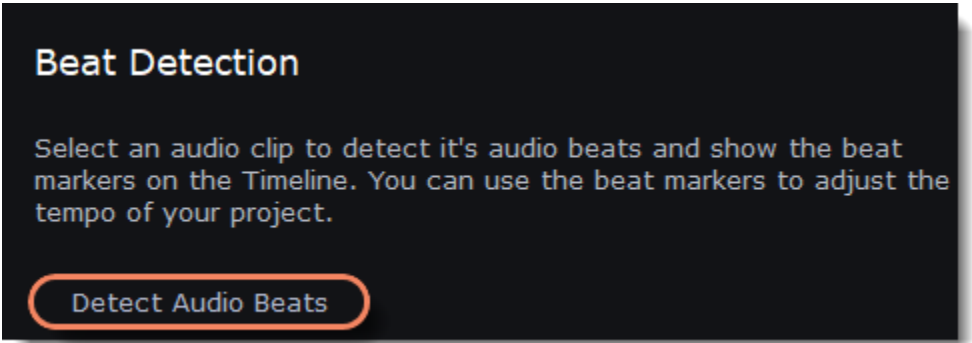 Beat Detection
Select an audio clip to detect it's audio beats and show the beat
markers on the Timeline. You can use the beat markers to adjust the
tempo of your project.
Detect Audio Beats